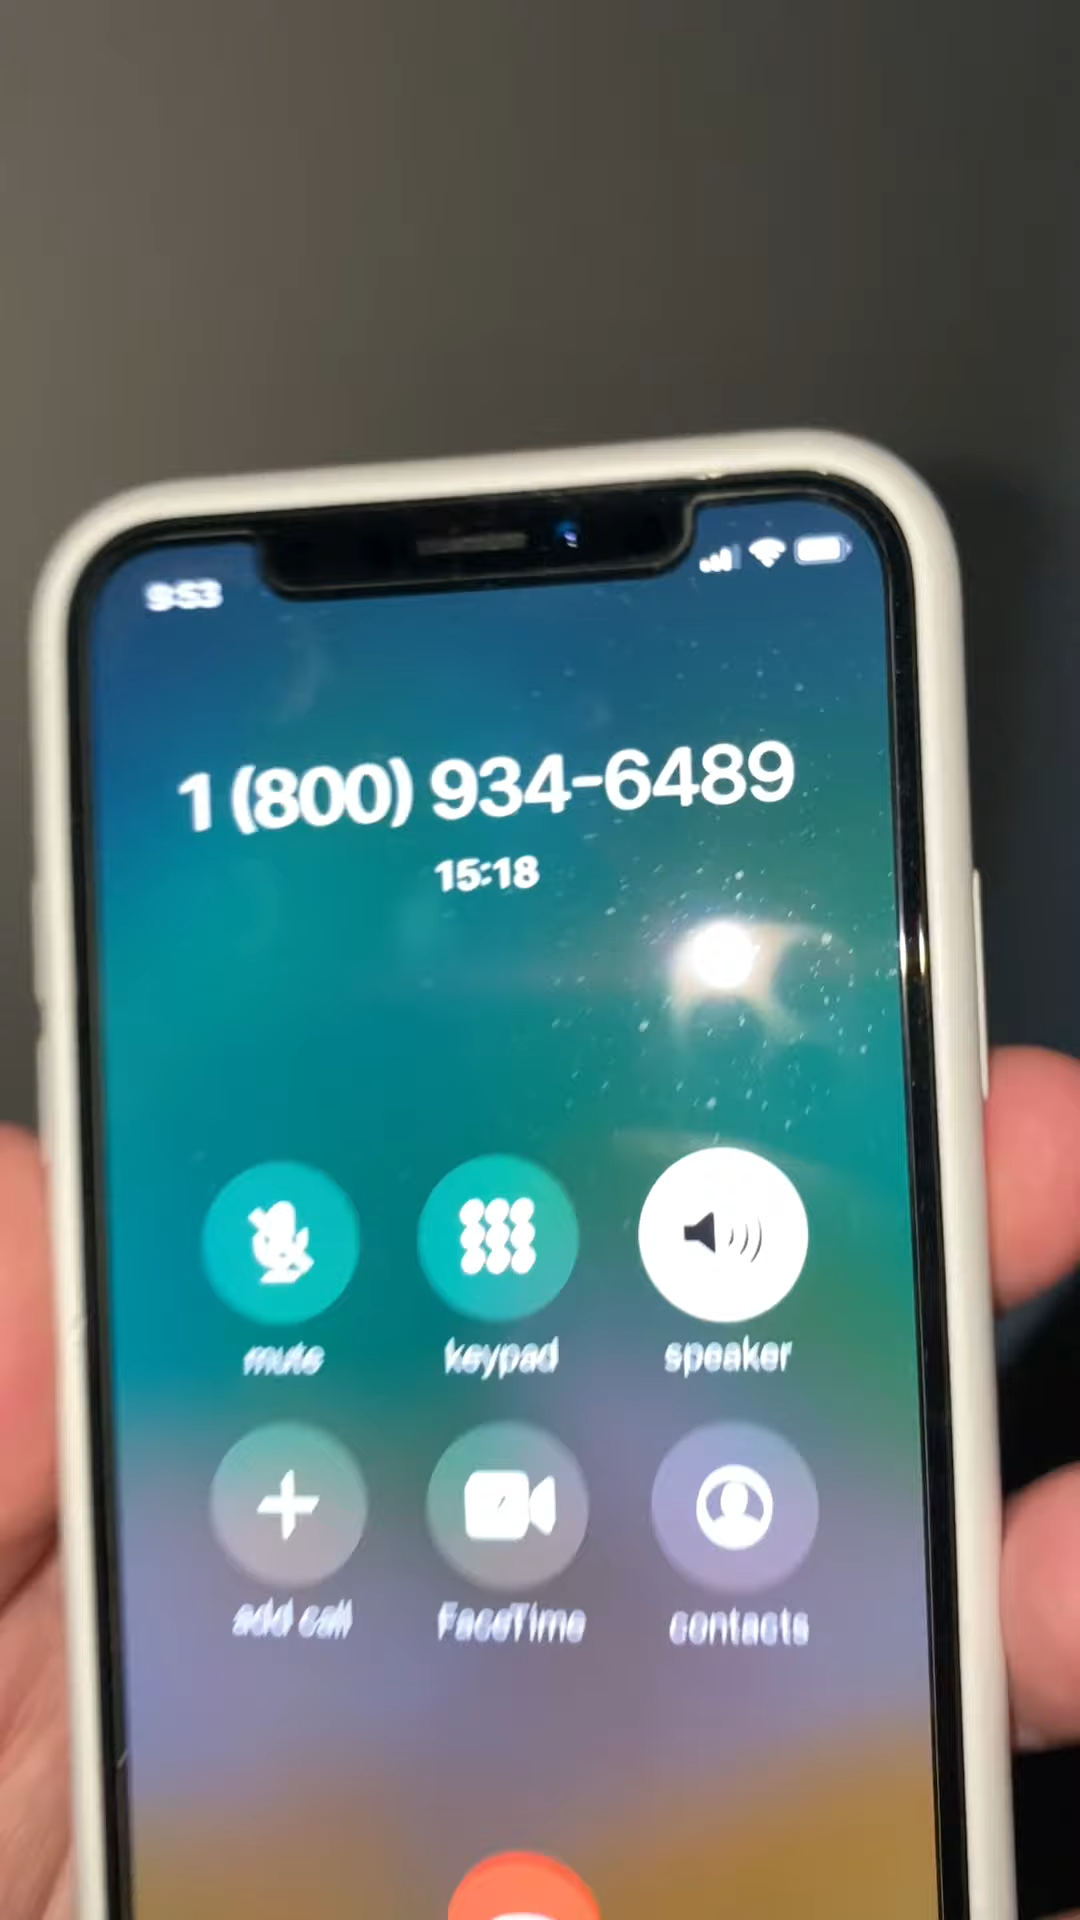 9:53
1 (800) 934-6489
15:18
mute
keypad
speaker
add call
FaceTime
contacts